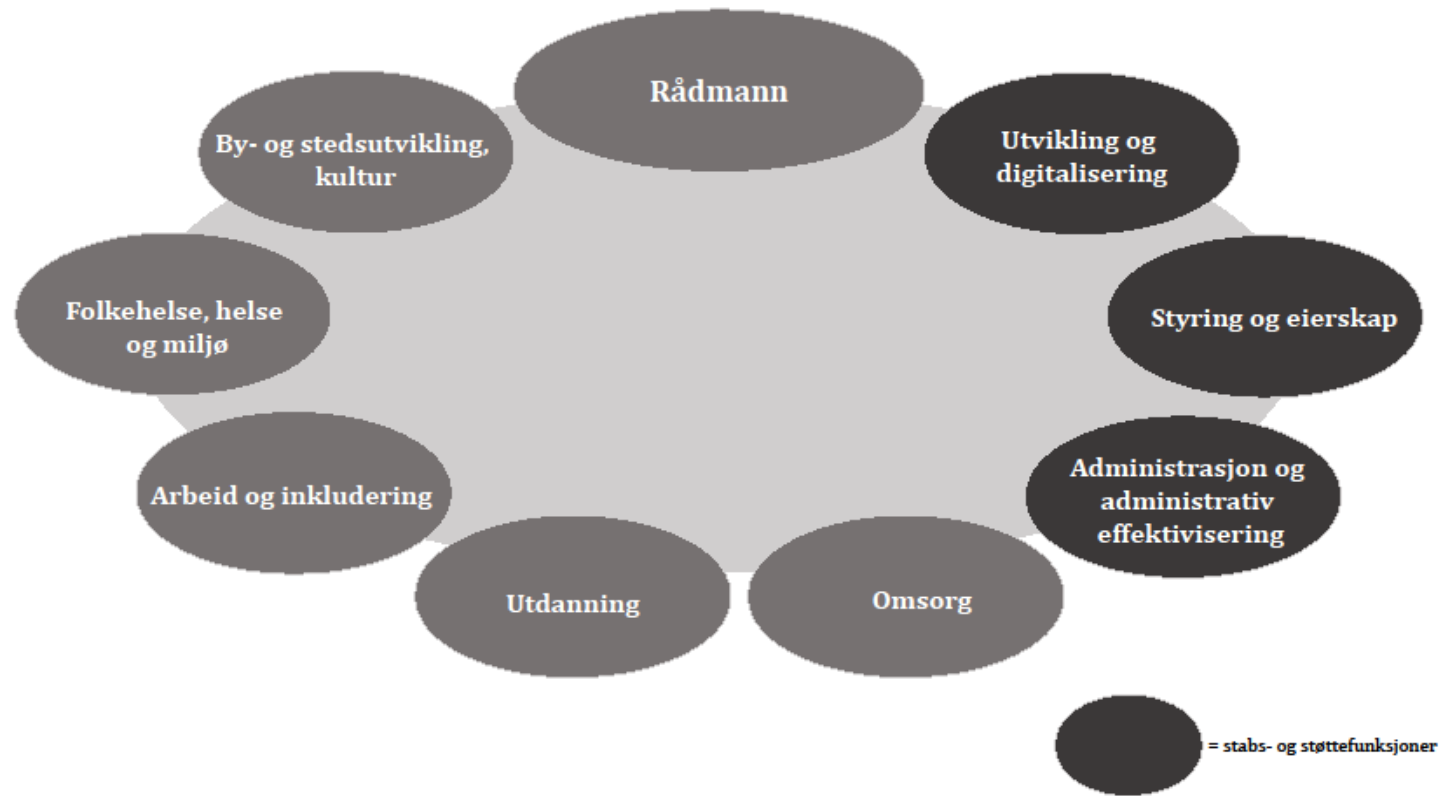 Rådmann
By- og stedsutvikling,
kultur
Utvikling og
digitalisering
Folkehelse, helse
og miljø
Styring og eierskap
Arbeid og inkludering
Administrasjon og
administrativ
effektivisering
Utdanning
Omsorg
= stabs- og støttefunksjoner